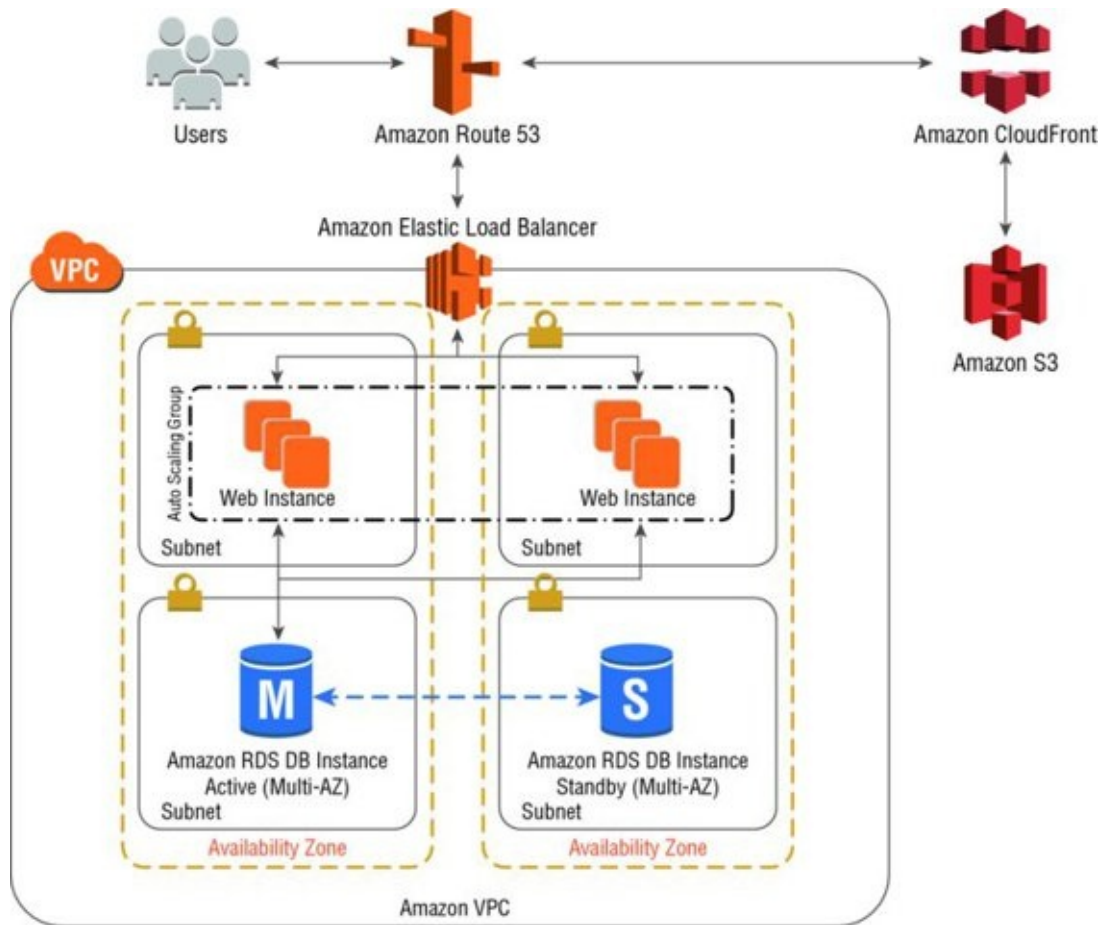 Users
Amazon Route 53
Amazon CloudFront
Amazon Elastic Load Balancer
VPC
Amazon S3
Auto Scaling Group
Web Instance
Web Instance
Subnet
Subnet
M
S
Amazon RDS DB Instance
Active (Multi-AZ)
Subnet
Amazon RDS DB Instance
Standby (Multi-AZ)
Subnet
Availability Zone
Availability Zone
Amazon VPC